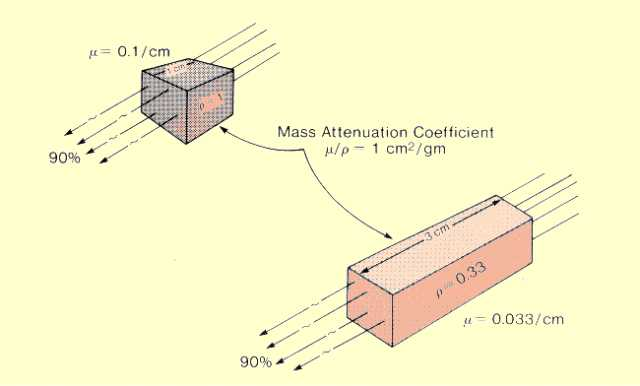 μ = 0.1/cm
1 cm
ρ = 1
90%
Mass Attenuation Coefficient
μ/ρ = 1 cm²/gm
3 cm
ρ = 0.33
μ = 0.033/cm
90%